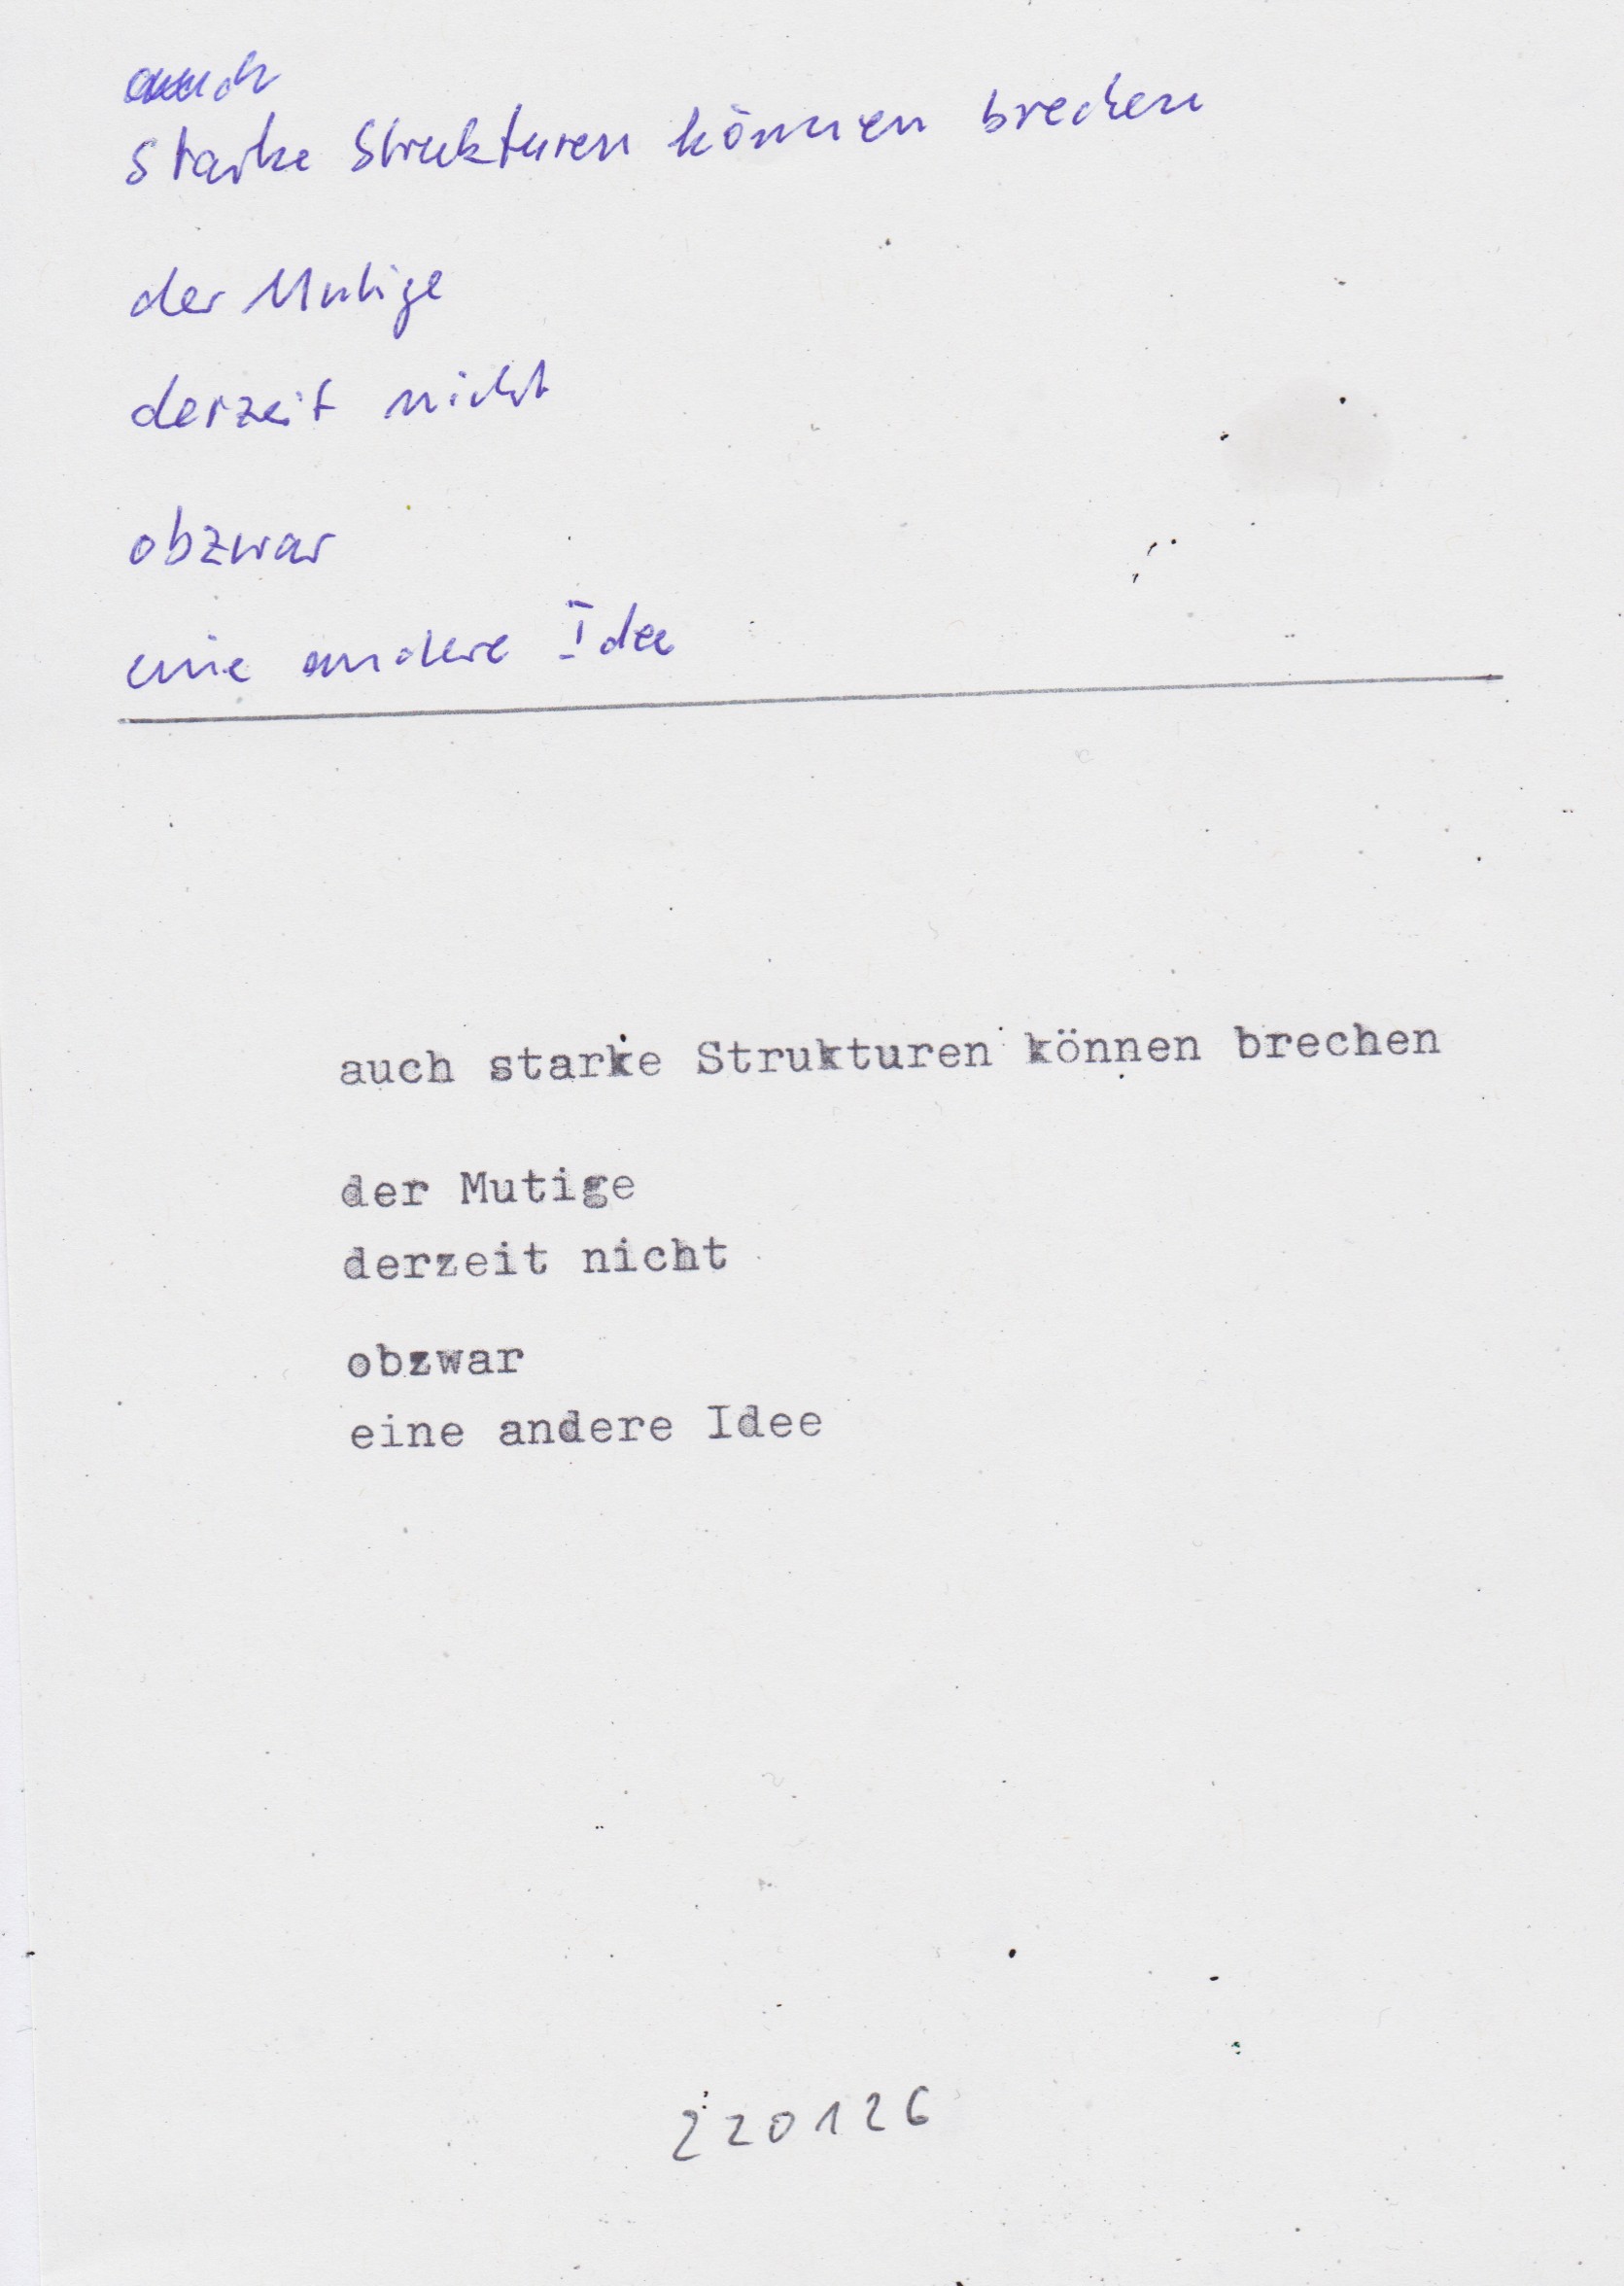 auch
starke Strukturen können brechen
der Mutige
derzeit nicht
obzwar
eine andere Idee
auch starke Strukturen können brechen
der Mutige
derzeit nicht
obzwar
eine andere Idee
220126